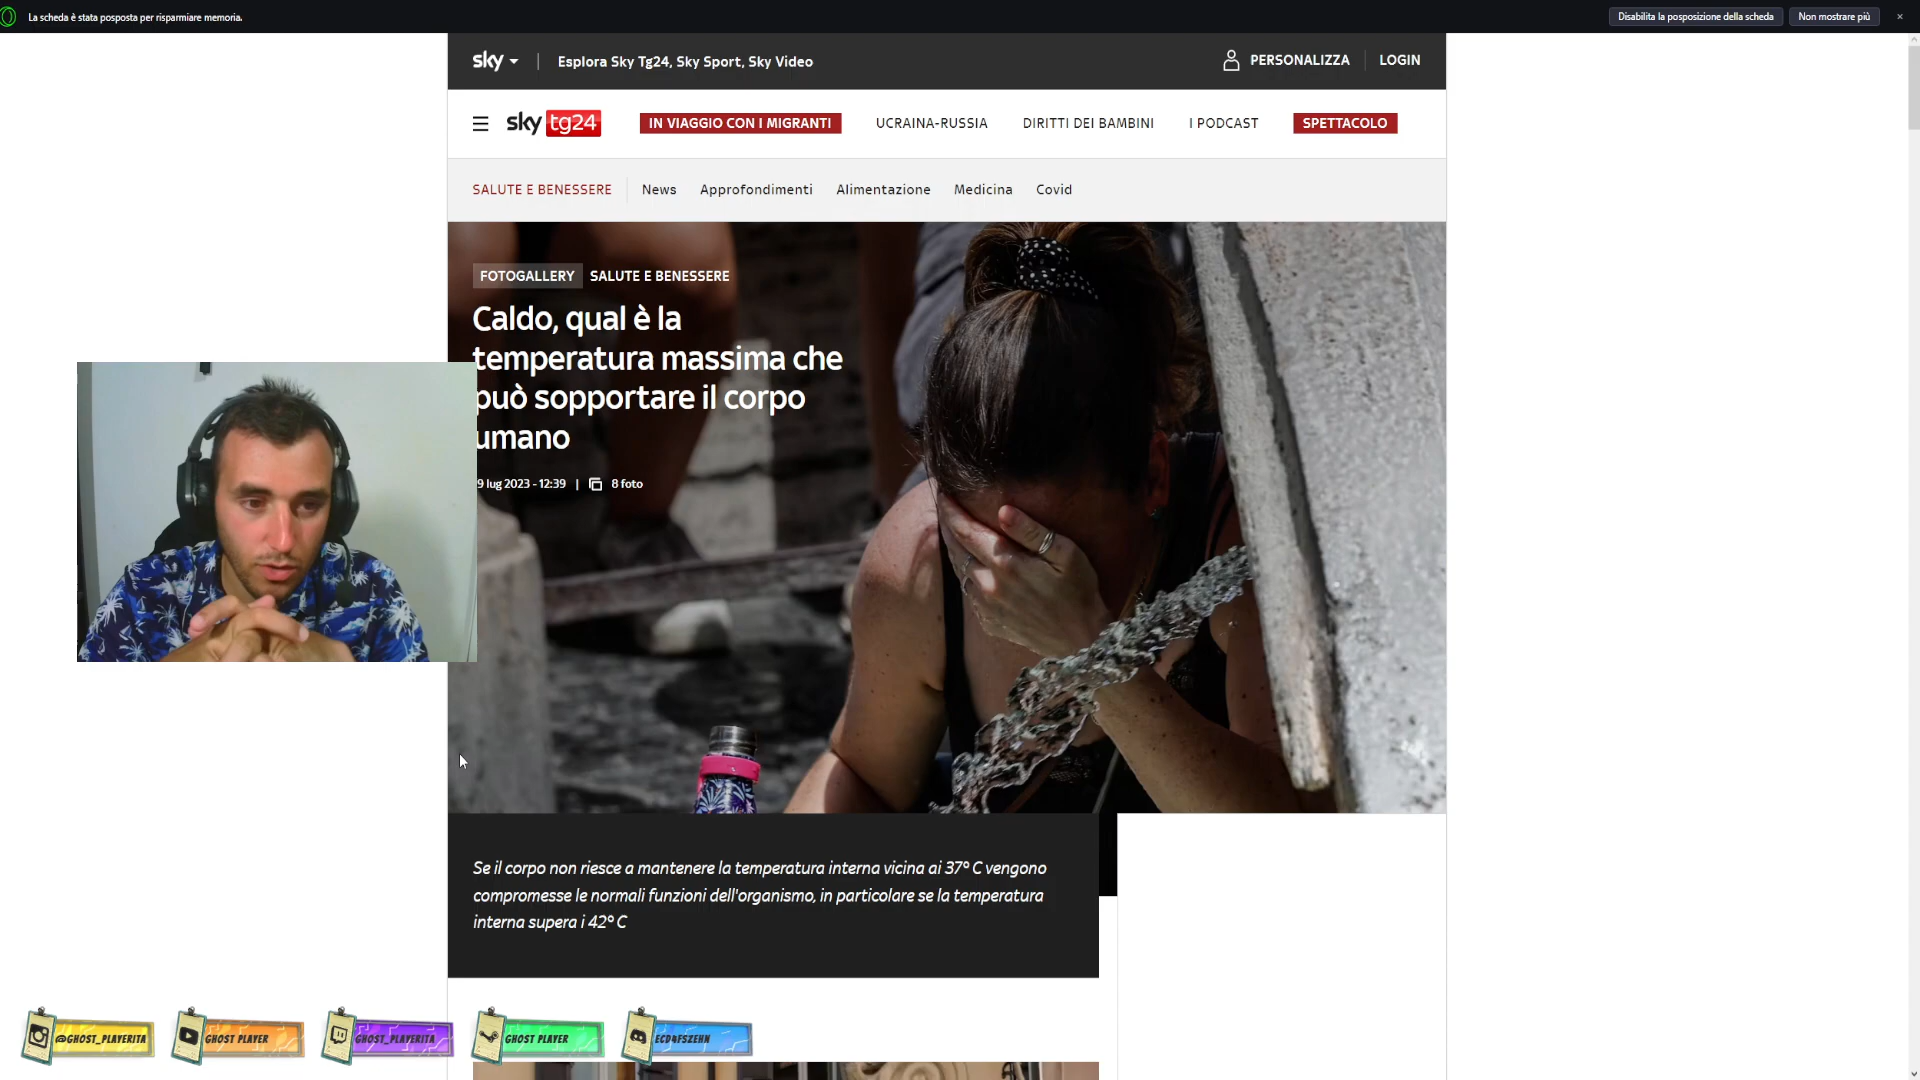 La scheda è stata posposta per risparmiare memoria.
Disabilita la posposizione della scheda
Non mostrare più
sky
Esplora Sky Tg24, Sky Sport, Sky Video
PERSONALIZZA
LOGIN
sky tg24
IN VIAGGIO CON I MIGRANTI
UCRAINA-RUSSIA
DIRITTI DEI BAMBINI
I PODCAST
SPETTACOLO
SALUTE E BENESSERE
News
Approfondimenti
Alimentazione
Medicina
Covid
FOTOGALLERY SALUTE E BENESSERE
Caldo, qual è la
temperatura massima che
può sopportare il corpo
umano
9 lug 2023 - 12:39 | 8 foto
Se il corpo non riesce a mantenere la temperatura interna vicina ai 37° C vengono
compromesse le normali funzioni dell'organismo, in particolare se la temperatura
interna supera i 42° C
@GHOST_PLAYERITA
GHOST PLAYER
GHOST_PLAYERITA
GHOST PLAYER
ECD4FSZEHN